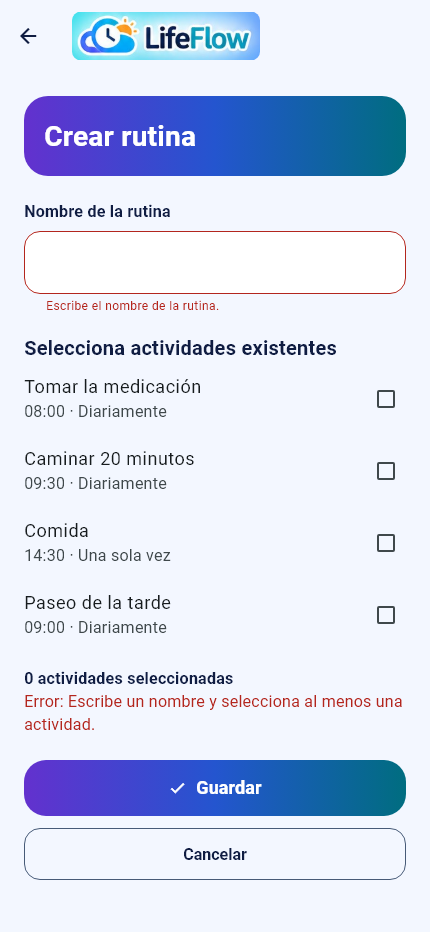 LifeFlow
Crear rutina
Nombre de la rutina
Escribe el nombre de la rutina.
Selecciona actividades existentes
Tomar la medicación
08:00 · Diariamente
Caminar 20 minutos
09:30 · Diariamente
Comida
14:30 · Una sola vez
Paseo de la tarde
09:00 · Diariamente
0 actividades seleccionadas
Error: Escribe un nombre y selecciona al menos una
actividad.
Guardar
Cancelar